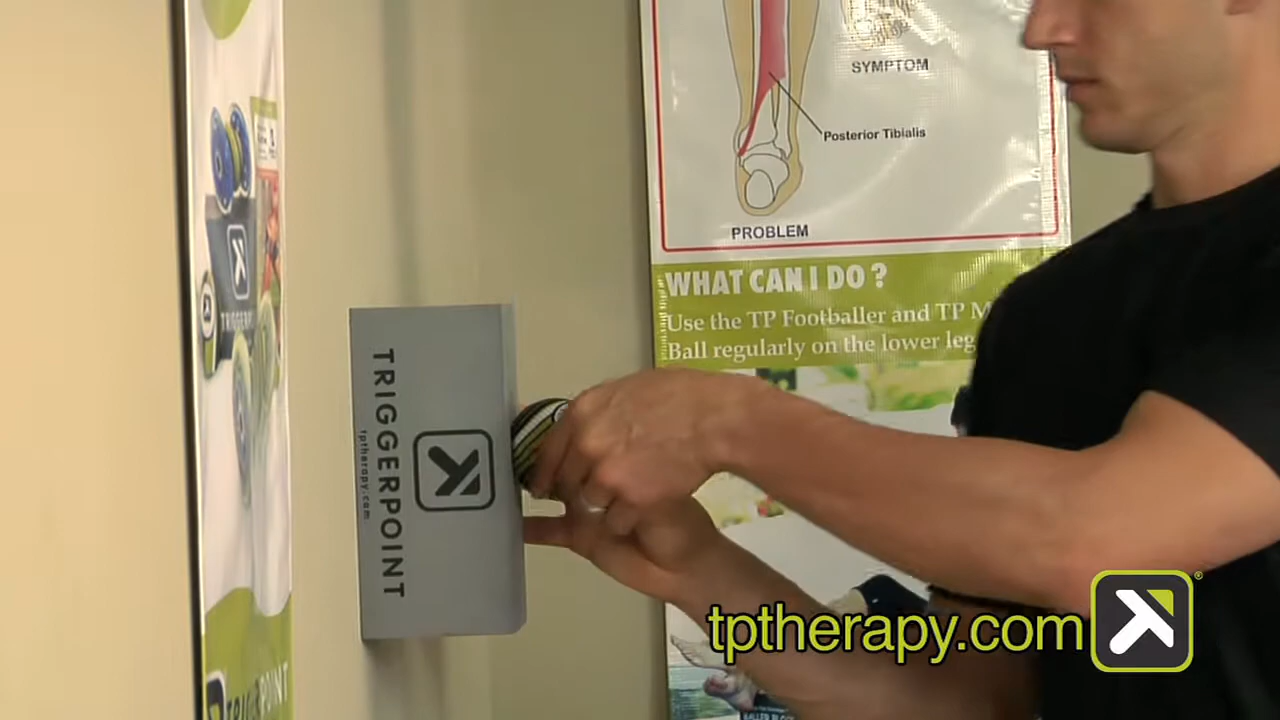 SYMPTOM
Posterior Tibialis
PROBLEM
WHAT CAN I DO?
Use the TP Footballer and TP M
Ball regularly on the lower leg
TRIGGERPOINT
tptherapy.com
tptherapy.com
TRIGGERPOINT